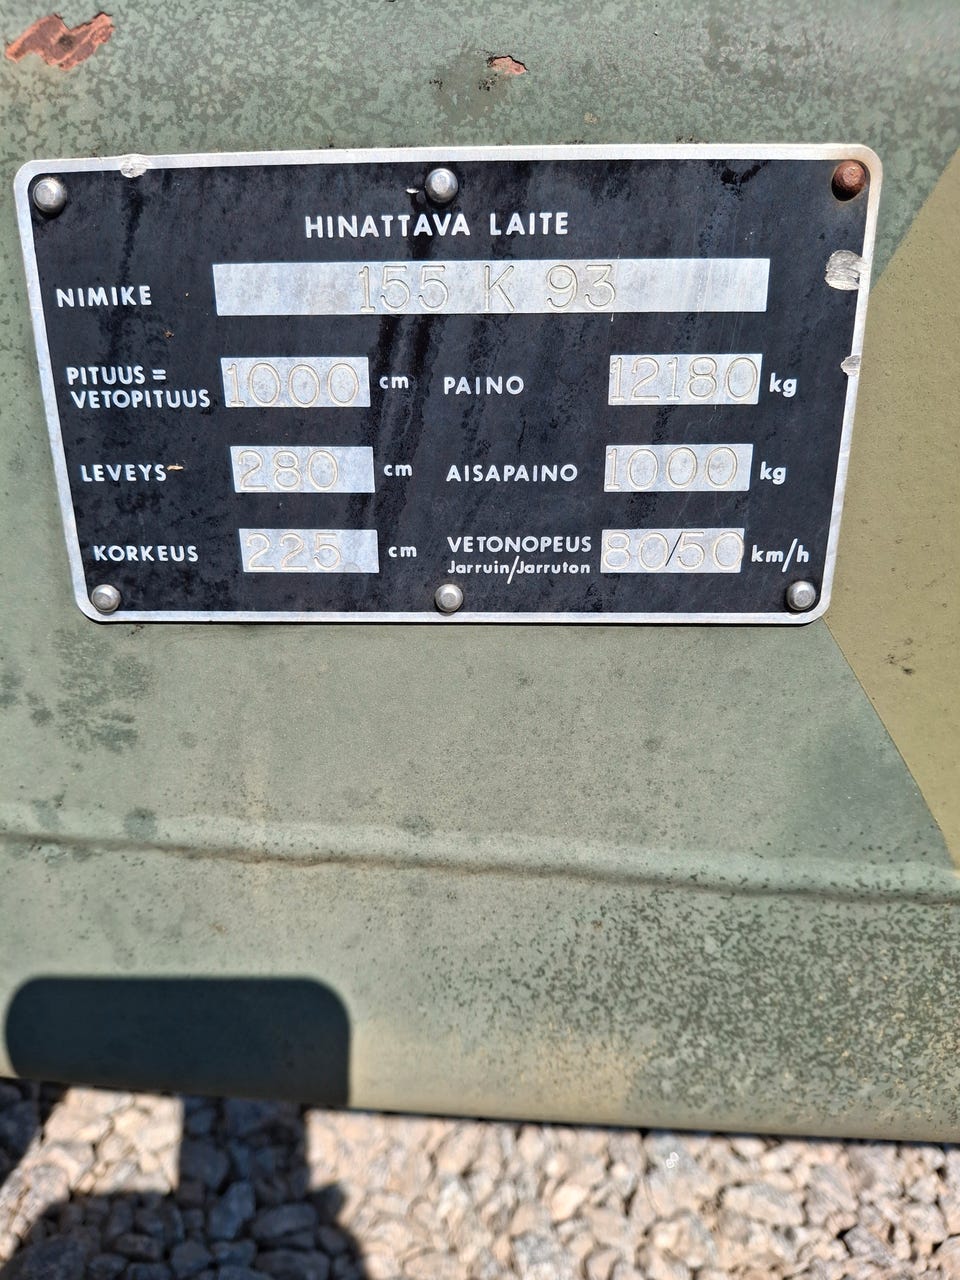 HINATTAVA LAITE
NIMIKE 155 K 93
PITUUS = VETOPITUUS 1000 cm PAINO 12180 kg
LEVEYS 280 cm AISAPAINO 1000 kg
KORKEUS 225 cm VETONOPEUS Jarruin/Jarruton 80/50 km/h